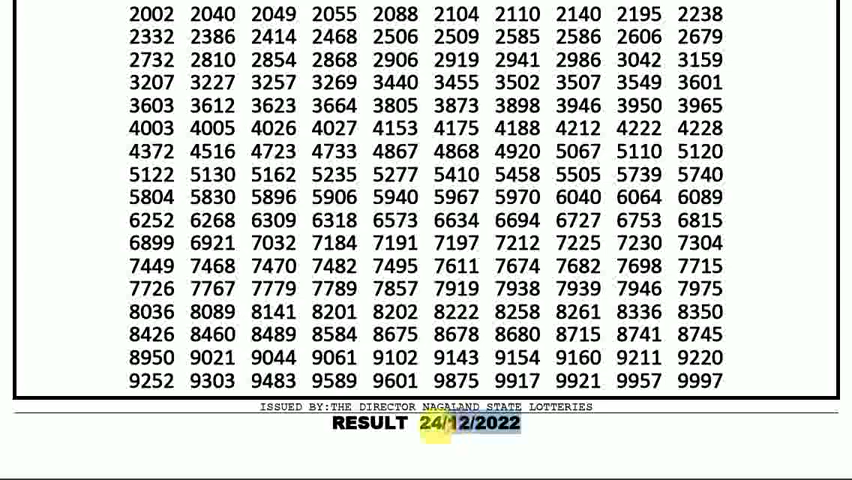 2002 2040 2049 2055 2088 2104 2110 2140 2195 2238
2332 2386 2414 2468 2506 2509 2585 2586 2606 2679
2732 2810 2854 2868 2906 2919 2941 2986 3042 3159
3207 3227 3257 3269 3440 3455 3502 3507 3549 3601
3603 3612 3623 3664 3805 3873 3898 3946 3950 3965
4003 4005 4026 4027 4153 4175 4188 4212 4222 4228
4372 4516 4723 4733 4867 4868 4920 5067 5110 5120
5122 5130 5162 5235 5277 5410 5458 5505 5739 5740
5804 5830 5896 5906 5940 5967 5970 6040 6064 6089
6252 6268 6309 6318 6573 6634 6694 6727 6753 6815
6899 6921 7032 7184 7191 7197 7212 7225 7230 7304
7449 7468 7470 7482 7495 7611 7674 7682 7698 7715
7726 7767 7779 7789 7857 7919 7938 7939 7946 7975
8036 8089 8141 8201 8202 8222 8258 8261 8336 8350
8426 8460 8489 8584 8675 8678 8680 8715 8741 8745
8950 9021 9044 9061 9102 9143 9154 9160 9211 9220
9252 9303 9483 9589 9601 9875 9917 9921 9957 9997
ISSUED BY:THE DIRECTOR NAGALAND STATE LOTTERIES
RESULT 24/12/2022